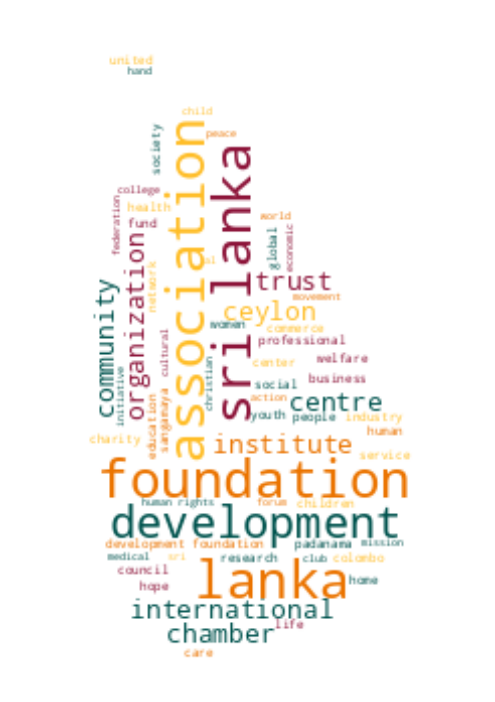 united
hand
child
peace
society
association
sri lanka
college
health
federation
fund
organization
world
global
economic
network
ul
trust
movement
community
ceylon
women
commerce
professional
cultural
christian
center
welfare
social
business
initiative
education
sanganaya
action
centre
youth
people
industry
charity
human
institute
service
foundation
human rights
forum
children
development
development foundation
padanama
mission
medical
sri
research
club
colombo
council
lanka
home
hope
international
life
chamber
care